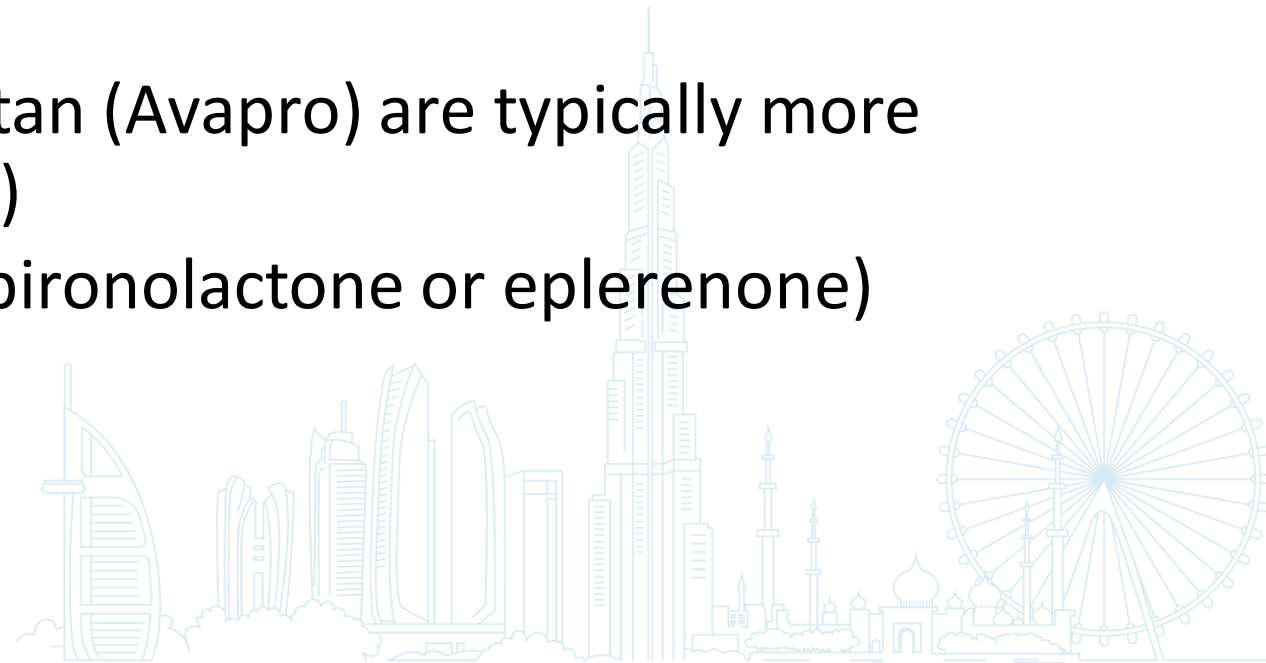 tan (Avapro) are typically more
)
pironolactone or eplerenone)